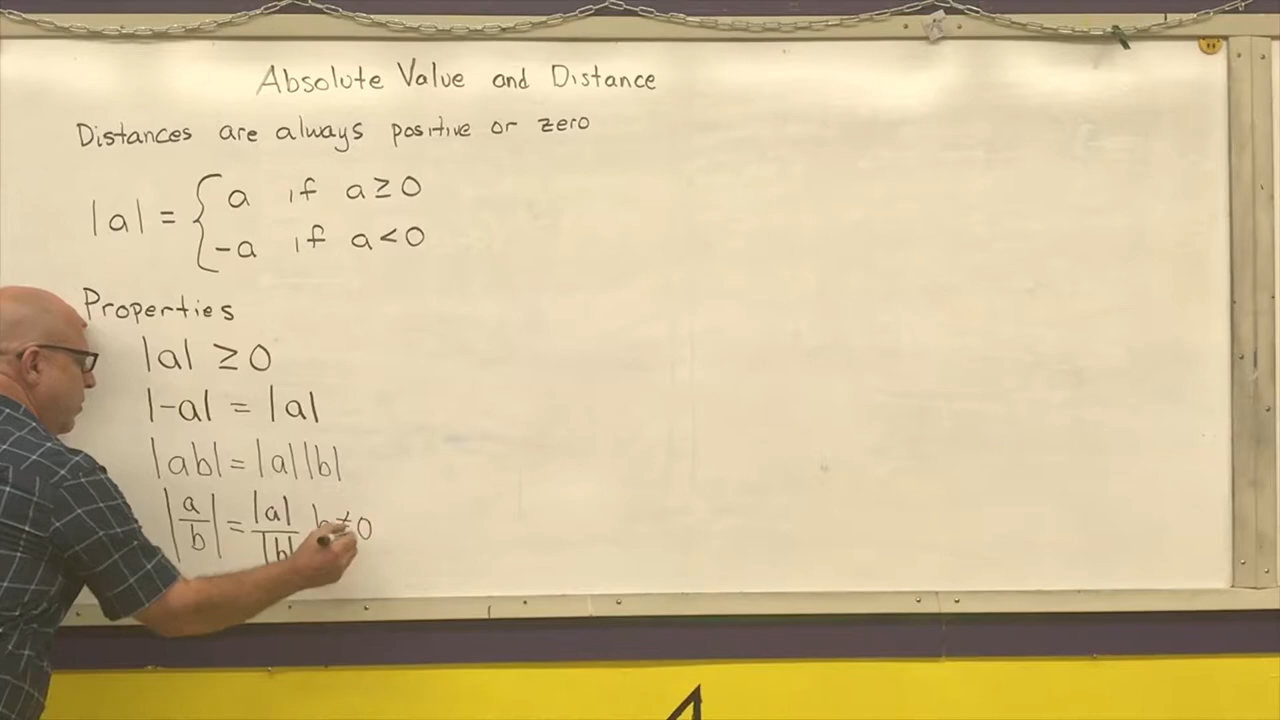 Absolute Value and Distance
Distances are always positive or zero
|a| = { a if a ≥ 0
-a if a < 0
Properties
|a| ≥ 0
|-a| = |a|
|ab| = |a||b|
|a/b| = |a|/|b| b ≠ 0